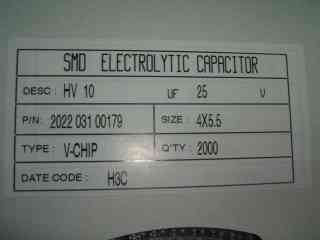 SMD ELECTROLYTIC CAPACITOR
DESC : HV 10 UF 25 V
P/N: 2022 031 00179 SIZE : 4X5.5
TYPE : V-CHIP Q'TY : 2000
DATE CODE : H3C